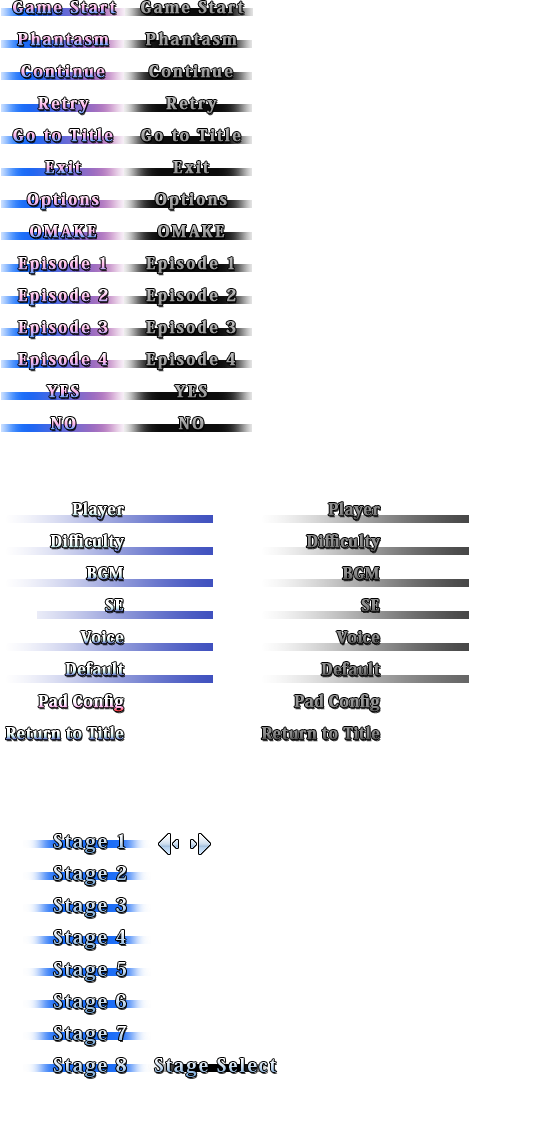 Game Start Game Start
Phantasm Phantasm
Continue Continue
Retry Retry
Go to Title Go to Title
Exit Exit
Options Options
OMAKE OMAKE
Episode 1 Episode 1
Episode 2 Episode 2
Episode 3 Episode 3
Episode 4 Episode 4
YES YES
NO NO
Player Player
Difficulty Difficulty
BGM BGM
SE SE
Voice Voice
Default Default
Pad Config Pad Config
Return to Title Return to Title
Stage 1
Stage 2
Stage 3
Stage 4
Stage 5
Stage 6
Stage 7
Stage 8 Stage Select